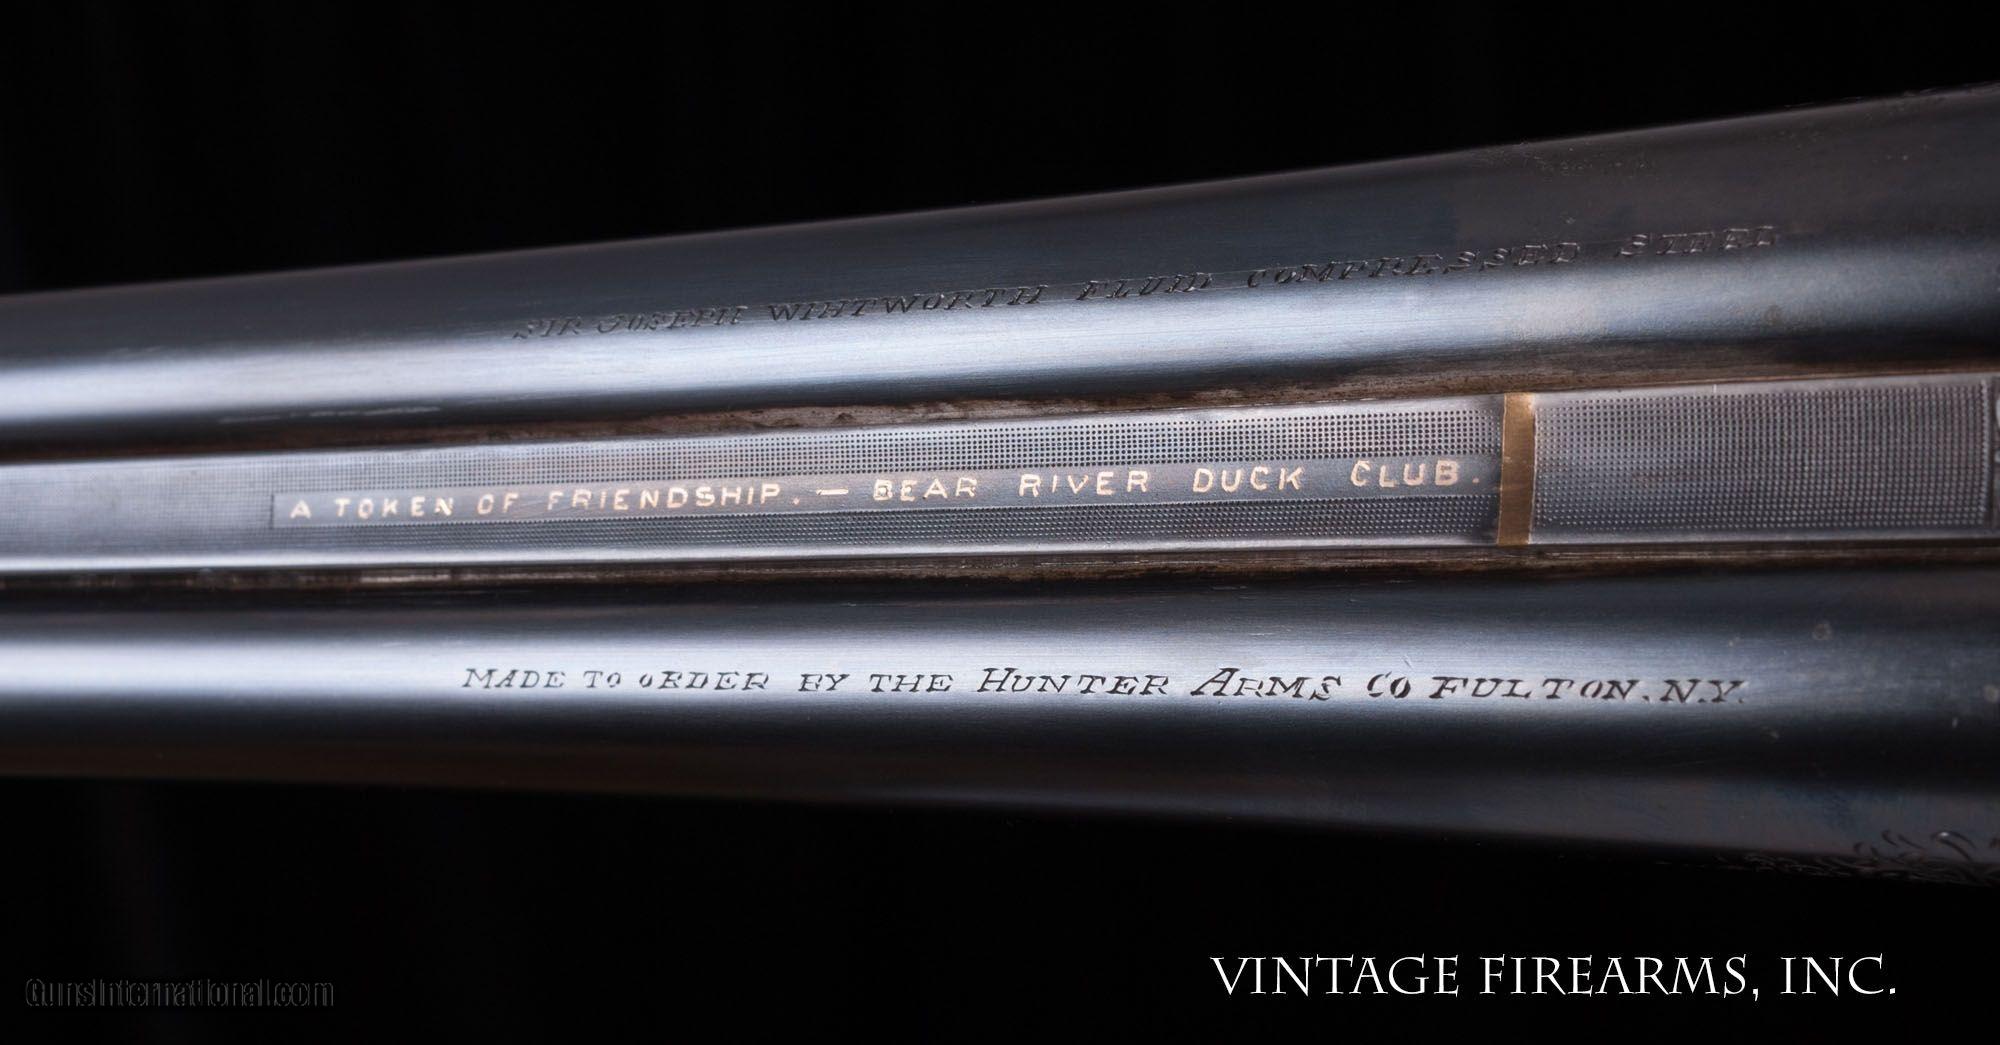 SIR JOSEPH WIHTWORTH FLUID COMPRESSED STEEL
A TOKEN OF FRIENDSHIP. — BEAR RIVER DUCK CLUB.
MADE TO ORDER BY THE HUNTER ARMS CO FULTON. N.Y.
GunsInternational.com
VINTAGE FIREARMS, INC.